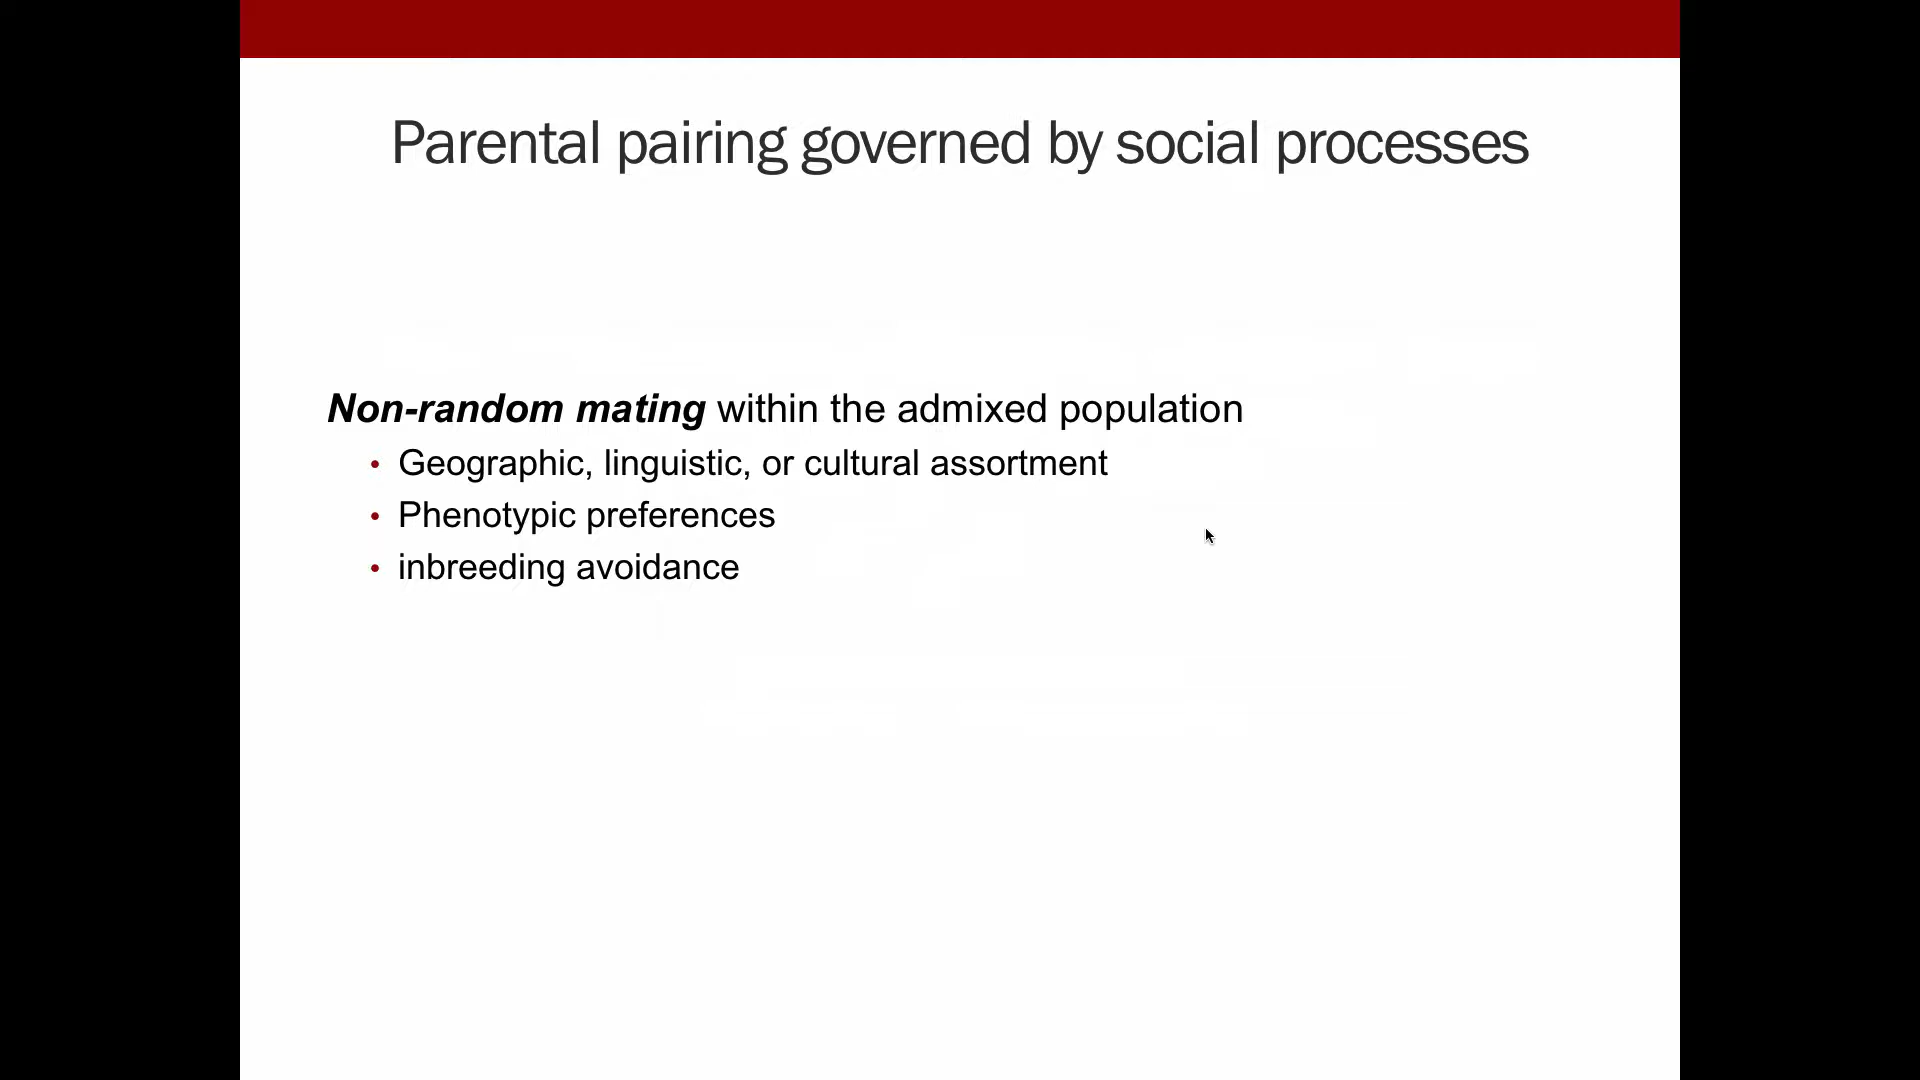 Parental pairing governed by social processes
Non-random mating within the admixed population
• Geographic, linguistic, or cultural assortment
• Phenotypic preferences
• inbreeding avoidance